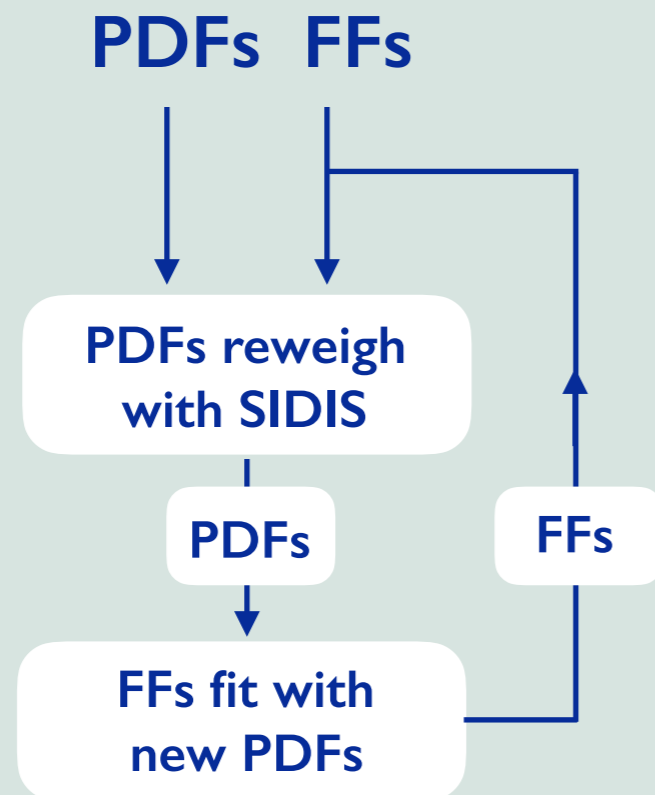 PDFs FFs
PDFs reweigh
with SIDIS
PDFs
FFs
FFs fit with
new PDFs